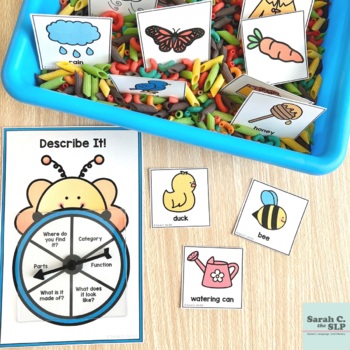 rain
carrot
honey
Describe It!
Where do
you find
it?
Category
Parts
Function
What is it
made of?
What does
it look
like?
duck
bee
watering can
Sarah C.
the SLP